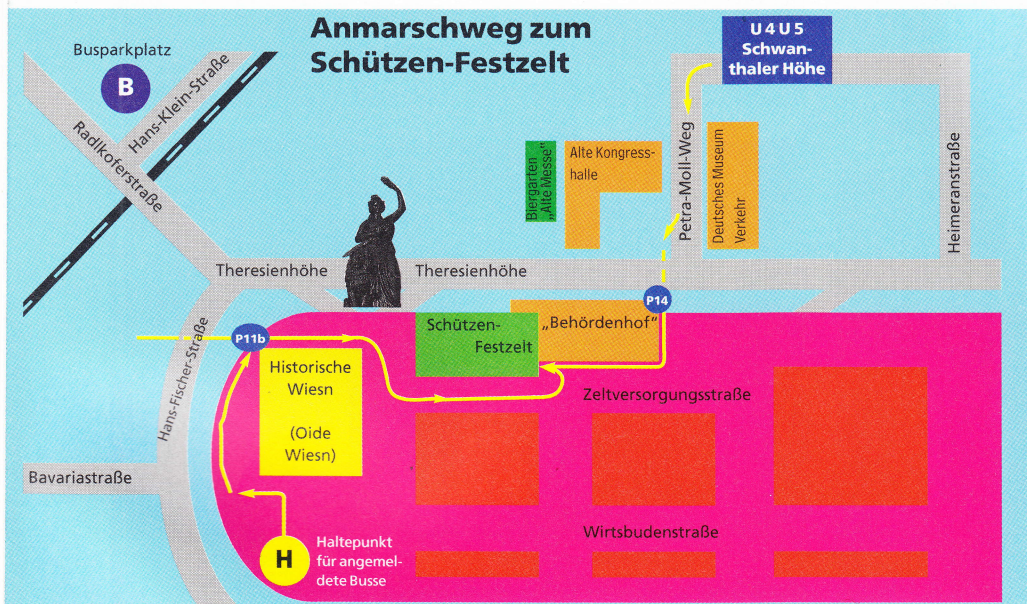 Anmarschweg zum
Schützen-Festzelt
Busparkplatz
B
Hans-Klein-Straße
Radlkoferstraße
U 4 U 5
Schwan-
thaler Höhe
Biergarten
„Alte Messe"
Alte Kongress-
halle
Petra-Moll-Weg
Deutsches Museum
Verkehr
Heimeranstraße
Theresienhöhe
Theresienhöhe
P14
P11b
Hans-Fischer-Straße
Schützen-
Festzelt
„Behördenhof"
Historische
Wiesn
(Oide
Wiesn)
Zeltversorgungsstraße
Bavariastraße
Wirtsbudenstraße
H
Haltepunkt
für angemel-
dete Busse